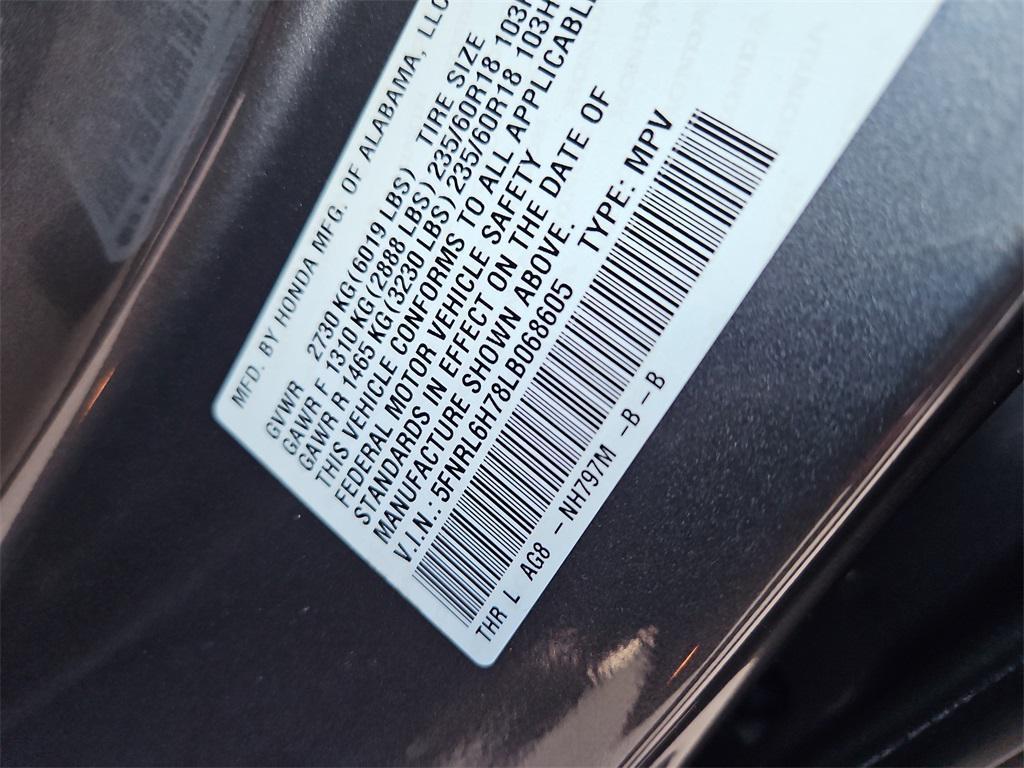 MFD. BY HONDA MFG. OF ALABAMA, LLC
GVWR 2730 KG(6019 LBS) TIRE SIZE
GAWR F 1310 KG(2888 LBS) 235/60R18 103H
GAWR R 1465 KG(3230 LBS) 235/60R18 103H
THIS VEHICLE CONFORMS TO ALL APPLICABLE
FEDERAL MOTOR VEHICLE SAFETY
STANDARDS IN EFFECT ON THE DATE OF
MANUFACTURE SHOWN ABOVE.
V.I.N.: 5FNRL6H78LB068605 TYPE: MPV
THR L AG8 - NH797M -B - B